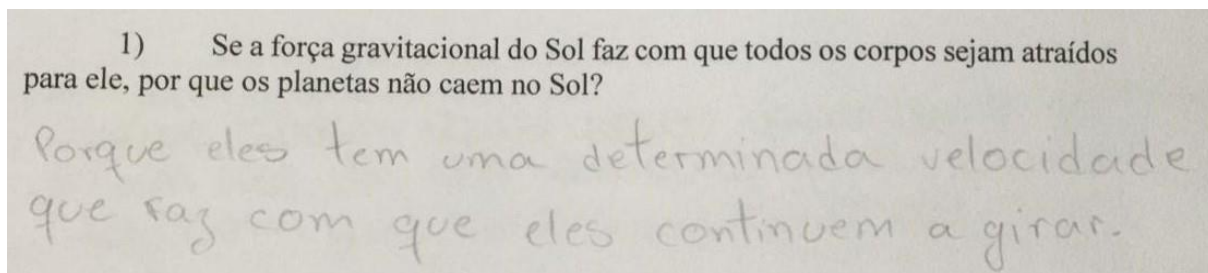 1) Se a força gravitacional do Sol faz com que todos os corpos sejam atraídos
para ele, por que os planetas não caem no Sol?
Porque eles tem uma determinada velocidade
que faz com que eles continuem a girar.